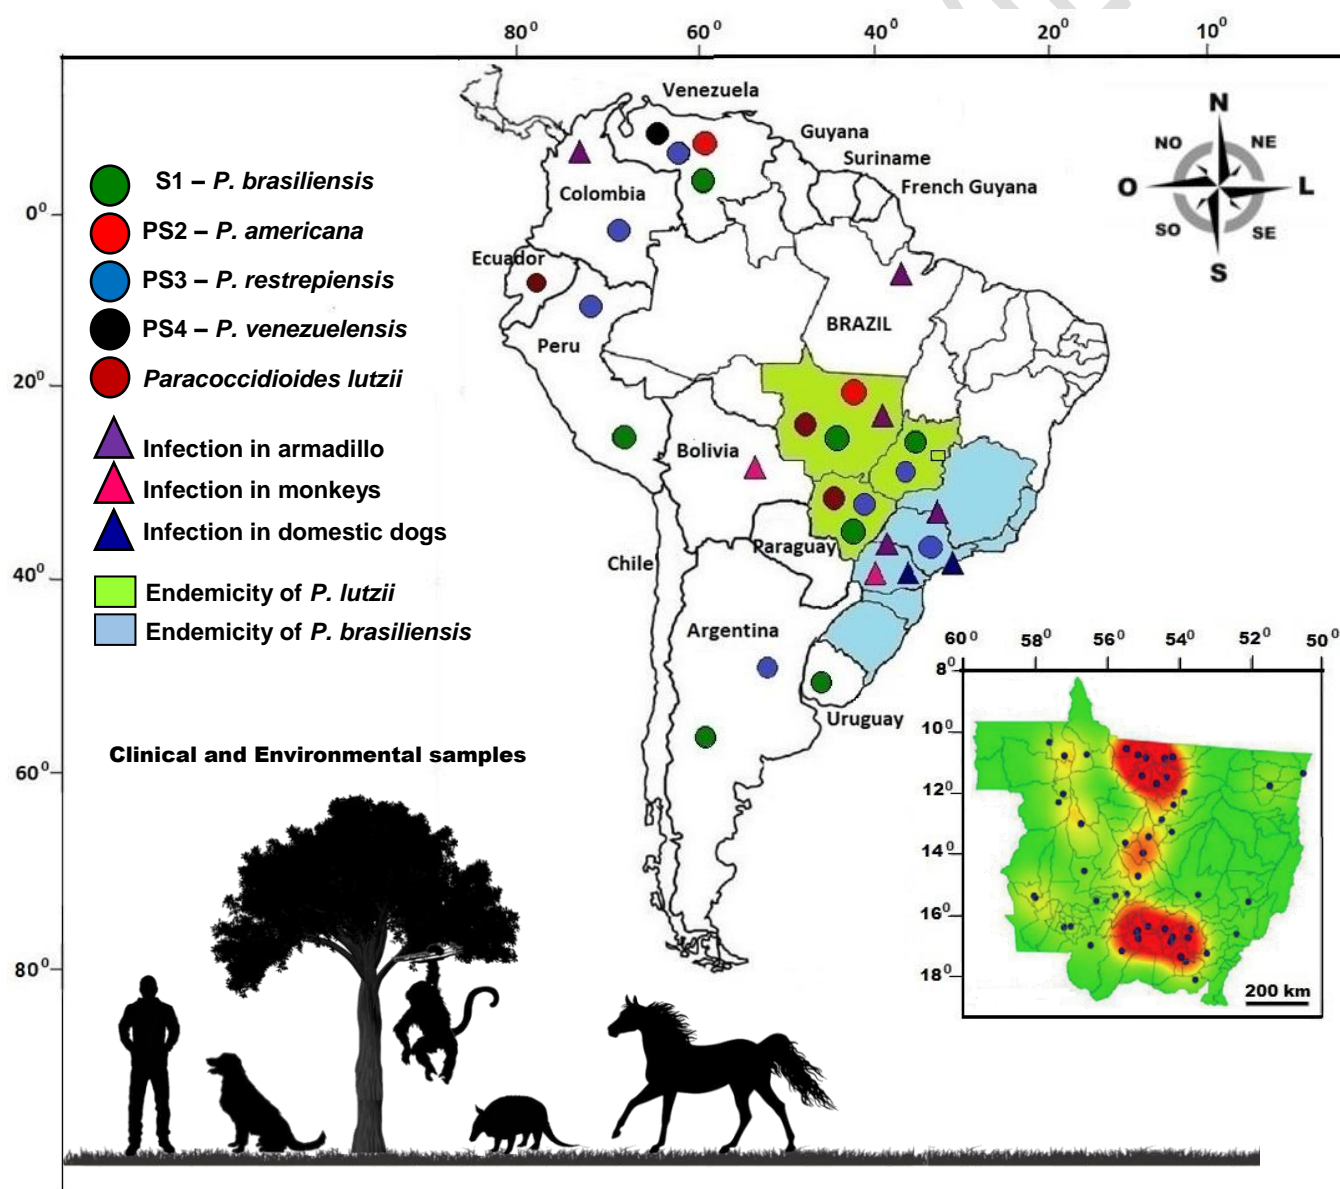 80⁰ 60⁰ 40⁰ 20⁰ 10⁰
Venezuela
Guyana
Suriname
French Guyana
Colombia
Ecuador
Peru
BRAZIL
Bolivia
Paraguay
Chile
Argentina
Uruguay
N
NO NE
O L
SO SE
S
0⁰
20⁰
40⁰
60⁰
80⁰
S1 – P. brasiliensis
PS2 – P. americana
PS3 – P. restrepiensis
PS4 – P. venezuelensis
Paracoccidioides lutzii
Infection in armadillo
Infection in monkeys
Infection in domestic dogs
Endemicity of P. lutzii
Endemicity of P. brasiliensis
Clinical and Environmental samples
60⁰ 58⁰ 56⁰ 54⁰ 52⁰ 50⁰
8⁰
10⁰
12⁰
14⁰
16⁰
18⁰
200 km